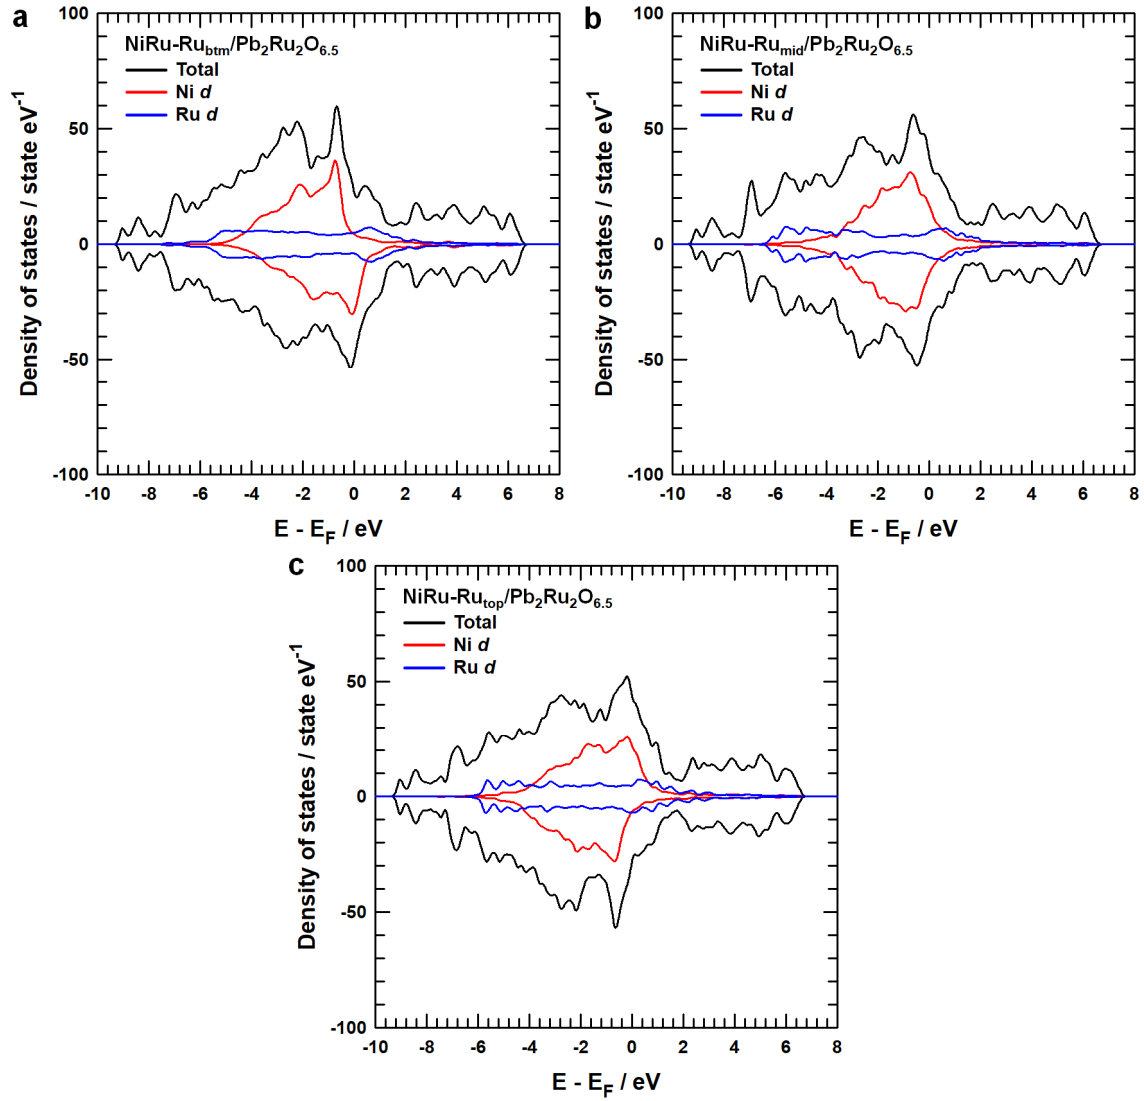 a
NiRu-Ru_btm/Pb₂Ru₂O₆.₅
Total
Ni d
Ru d
100
50
0
-50
-100
-10 -8 -6 -4 -2 0 2 4 6 8
Density of states / state eV⁻¹
E - E_F / eV
b
NiRu-Ru_mid/Pb₂Ru₂O₆.₅
Total
Ni d
Ru d
100
50
0
-50
-100
-10 -8 -6 -4 -2 0 2 4 6 8
Density of states / state eV⁻¹
E - E_F / eV
c
NiRu-Ru_top/Pb₂Ru₂O₆.₅
Total
Ni d
Ru d
100
50
0
-50
-100
-10 -8 -6 -4 -2 0 2 4 6 8
Density of states / state eV⁻¹
E - E_F / eV